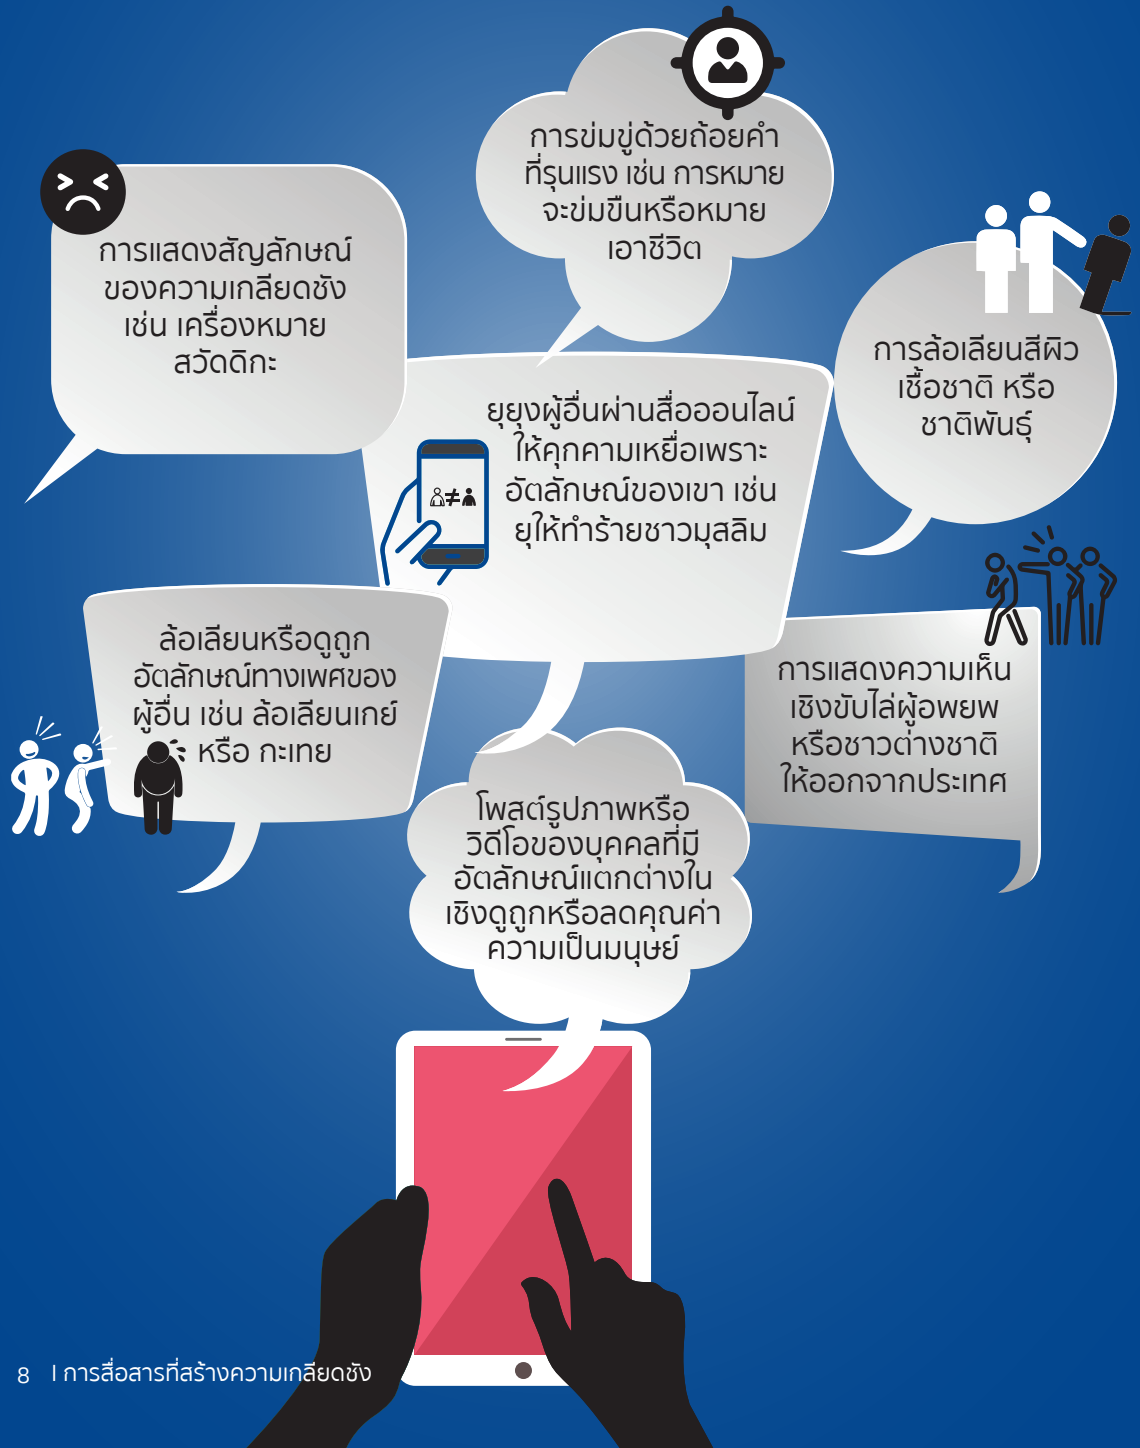 การข่มขู่ด้วยถ้อยคำ
ที่รุนแรง เช่น การหมาย
จะข่มขืนหรือหมาย
เอาชีวิต
การแสดงสัญลักษณ์
ของความเกลียดชัง
เช่น เครื่องหมาย
สวัดดิกะ
การล้อเลียนสีผิว
เชื้อชาติ หรือ
ชาติพันธุ์
ยุยุงผู้อื่นผ่านสื่อออนไลน์
ให้คุกคามเหยื่อเพราะ
อัตลักษณ์ของเขา เช่น
ยุให้ทำร้ายชาวมุสลิม
ล้อเลียนหรือดูถูก
อัตลักษณ์ทางเพศของ
ผู้อื่น เช่น ล้อเลียนเกย์
หรือ กะเทย
การแสดงความเห็น
เชิงขับไล่ผู้อพยพ
หรือชาวต่างชาติ
ให้ออกจากประเทศ
โพสต์รูปภาพหรือ
วิดีโอของบุคคลที่มี
อัตลักษณ์แตกต่างใน
เชิงดูถูกหรือลดคุณค่า
ความเป็นมนุษย์
8 | การสื่อสารที่สร้างความเกลียดชัง